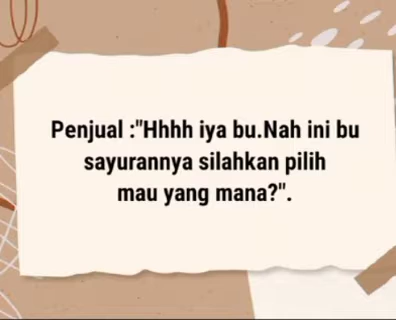 Penjual :"Hhhh iya bu.Nah ini bu
sayurannya silahkan pilih
mau yang mana?".